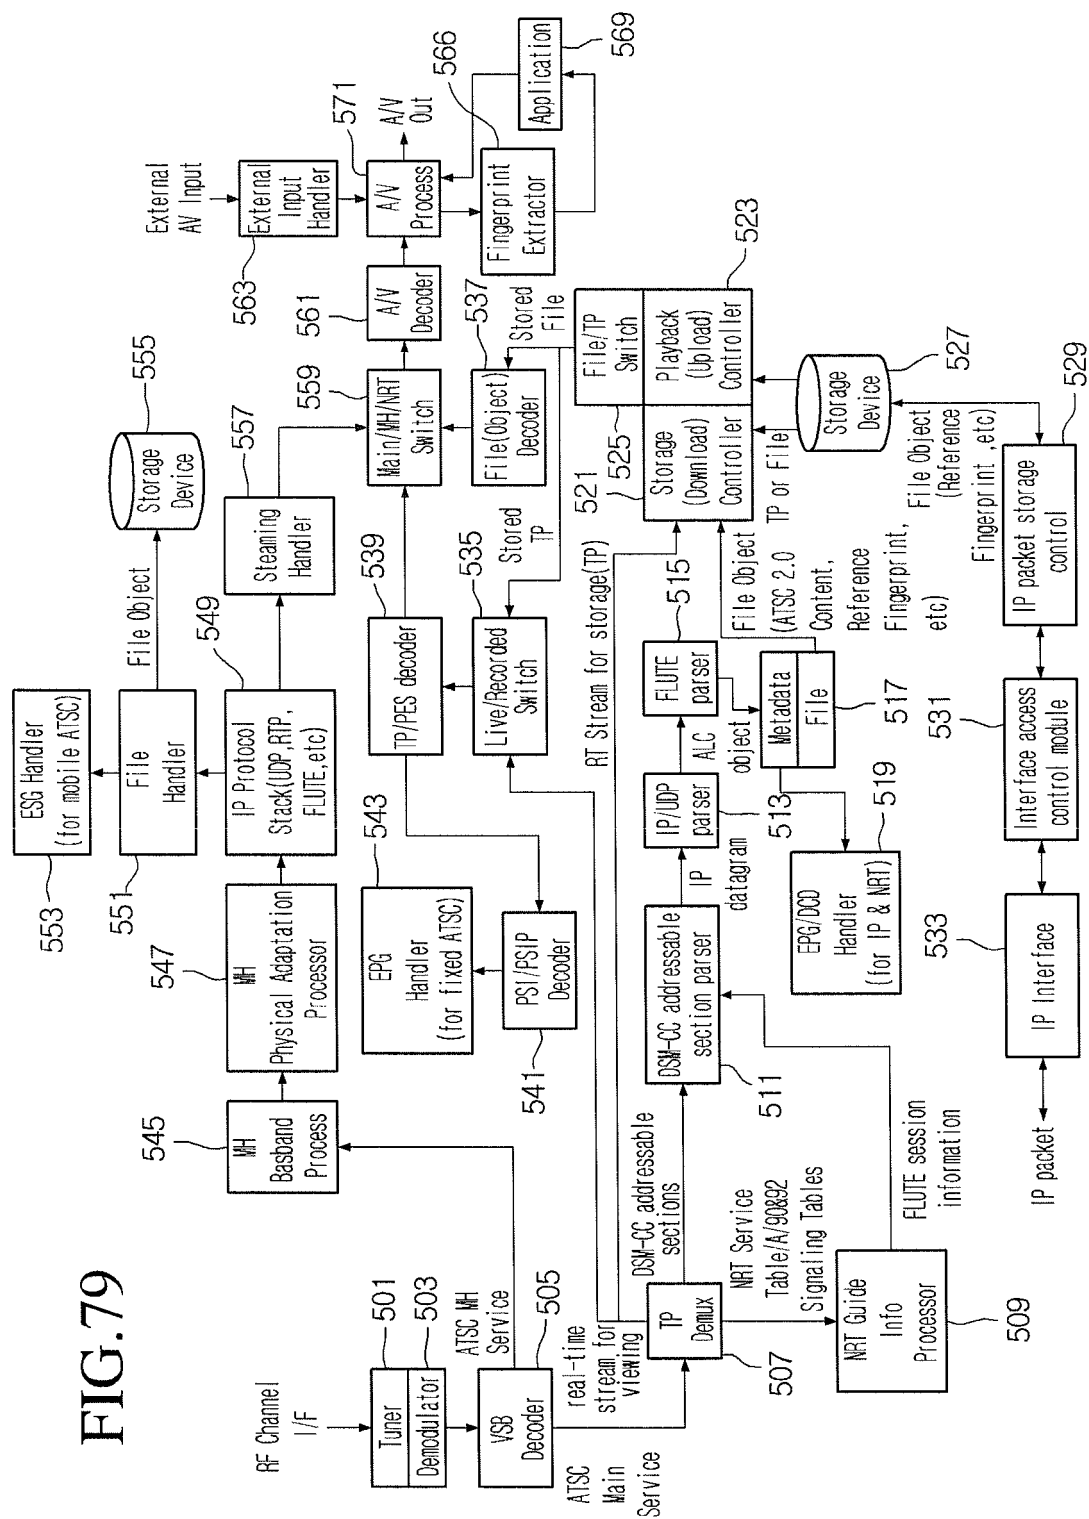 FIG.79
RF Channel
I/F
Tuner
Demodulator
501
503
VSB
Decoder
505
ATSC MH
Service
ATSC
Main
Service
real-time
stream for
viewing
TP
Demux
507
DSM-CC addressable
sections
NRT Service
Table/A/90&92
Signaling Tables
NRT Guide
Info
Processor
509
FLUTE session
information
MH
Basband
Process
545
MH
Physical Adaptation
Processor
547
IP Protocol
Stack(UDP,RTP,
FLUTE,etc)
549
File
Handler
551
ESG Handler
(for mobile ATSC)
553
File Object
Storage
Device
555
Steaming
Handler
557
EPG
Handler
(for fixed ATSC)
543
PSI/PSIP
Decoder
541
TP/PES decoder
539
Live/Recorded
Switch
535
Stored
TP
Main/MH/NRT
Switch
559
File(Object)
Decoder
537
Stored
File
A/V
Decoder
561
External
AV Input
External
Input
Handler
563
A/V
Process
571
A/V
Out
Fingerprint
Extractor
566
Application
569
RT Stream for storage(TP)
DSM-CC addressable
section parser
511
IP
datagram
IP/UDP
parser
513
ALC
object
FLUTE
parser
515
Metadata
File
517
EPG/DCD
Handler
(for IP & NRT)
519
File Object
(ATSC 2.0
Content,
Reference
Fingerprint,
etc)
Storage
(Download)
Controller
521
525
File/TP
Switch
Playback
(Upload)
Controller
523
TP or File
Storage
Device
527
File Object
(Reference
Fingerprint ,etc)
IP packet storage
control
529
Interface access
control module
531
IP Interface
533
IP packet